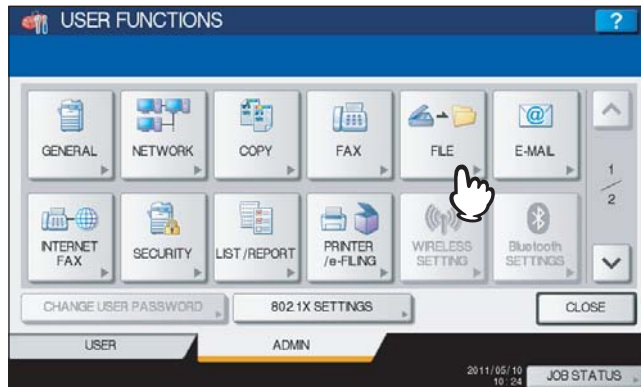 USER FUNCTIONS
?
GENERAL
NETWORK
COPY
FAX
FILE
E-MAIL
1
2
INTERNET
FAX
SECURITY
LIST/REPORT
PRINTER
/e-FILING
WIRELESS
SETTING
Bluetooth
SETTINGS
CHANGE USER PASSWORD
802.1X SETTINGS
CLOSE
USER
ADMIN
2011/05/10
10:24
JOB STATUS